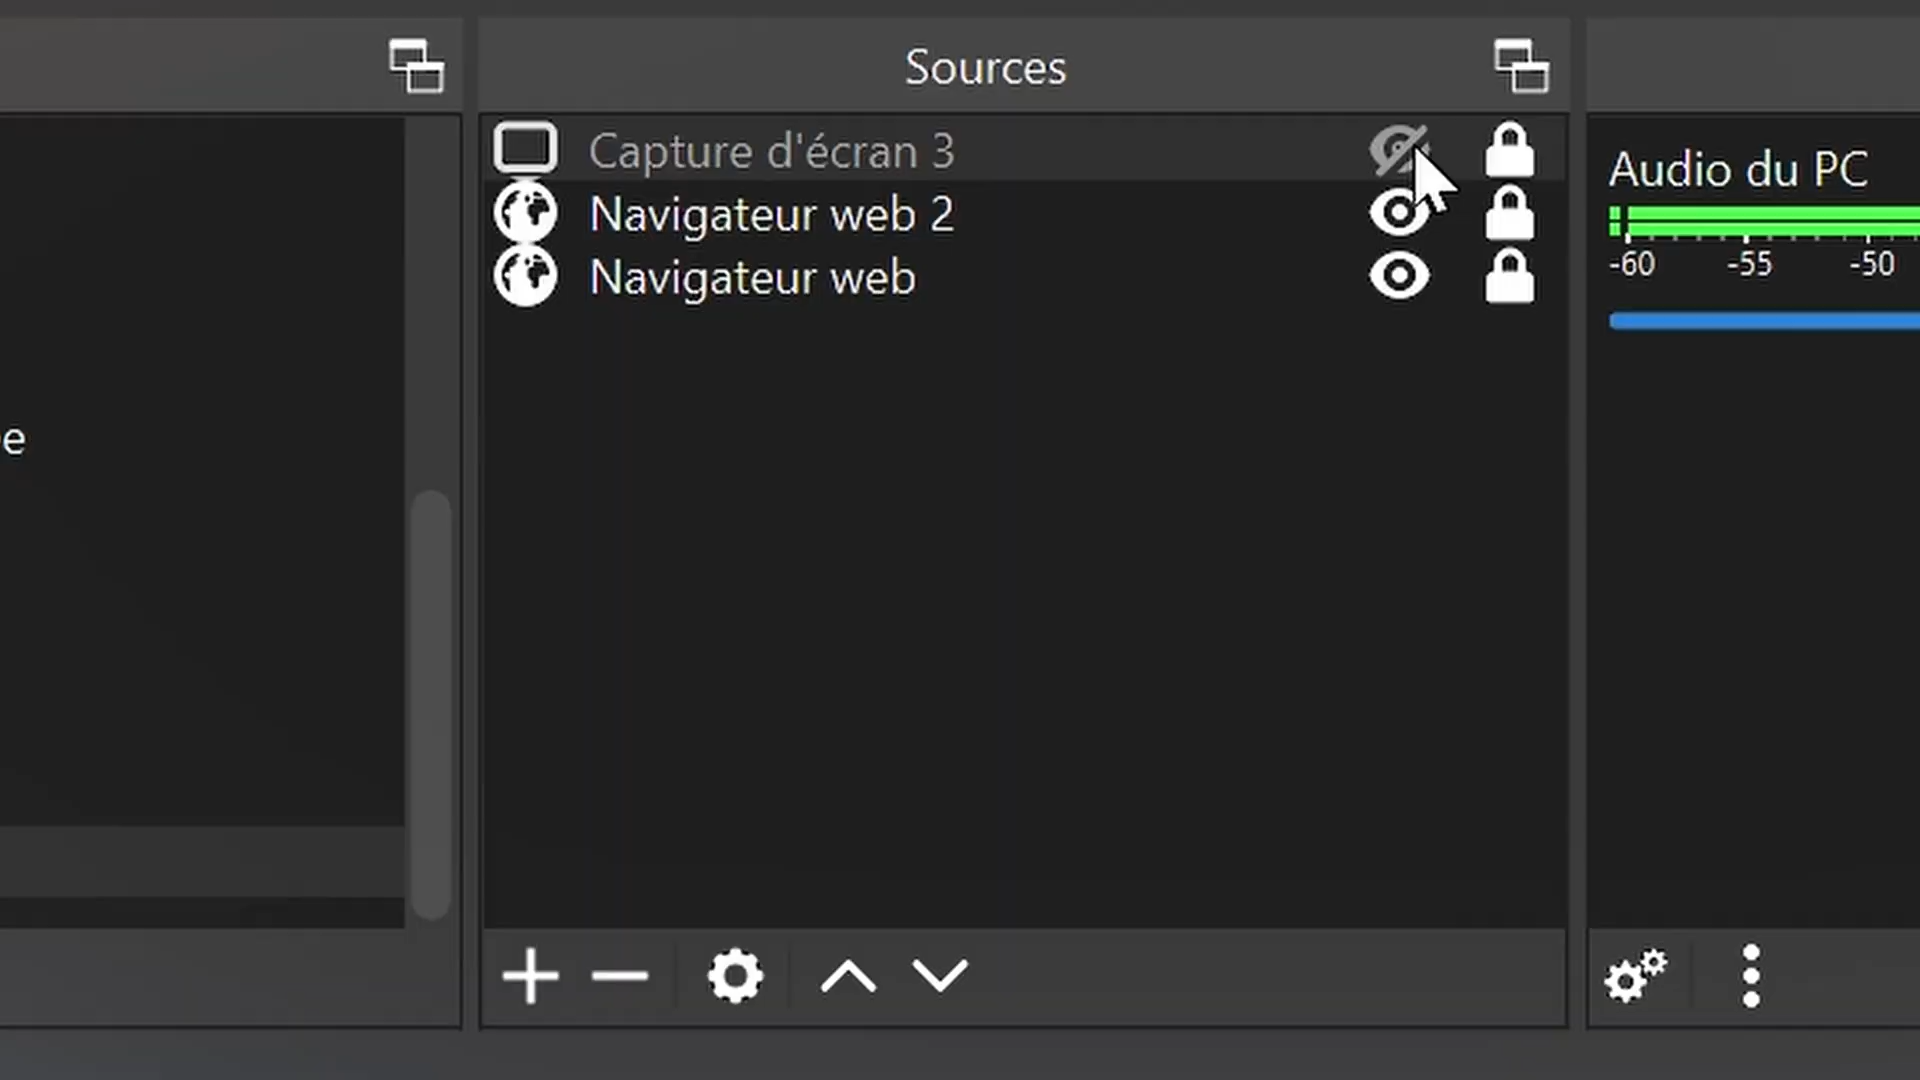 Sources
Capture d'écran 3
Navigateur web 2
Navigateur web
e
Audio du PC
-60 -55 -50